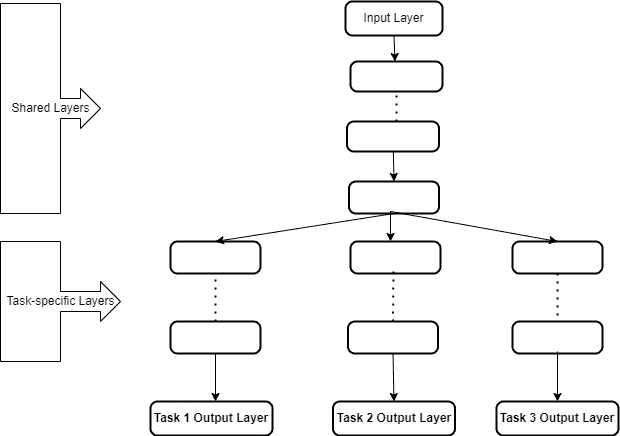 Input Layer
Shared Layers
Task-specific Layers
Task 1 Output Layer
Task 2 Output Layer
Task 3 Output Layer